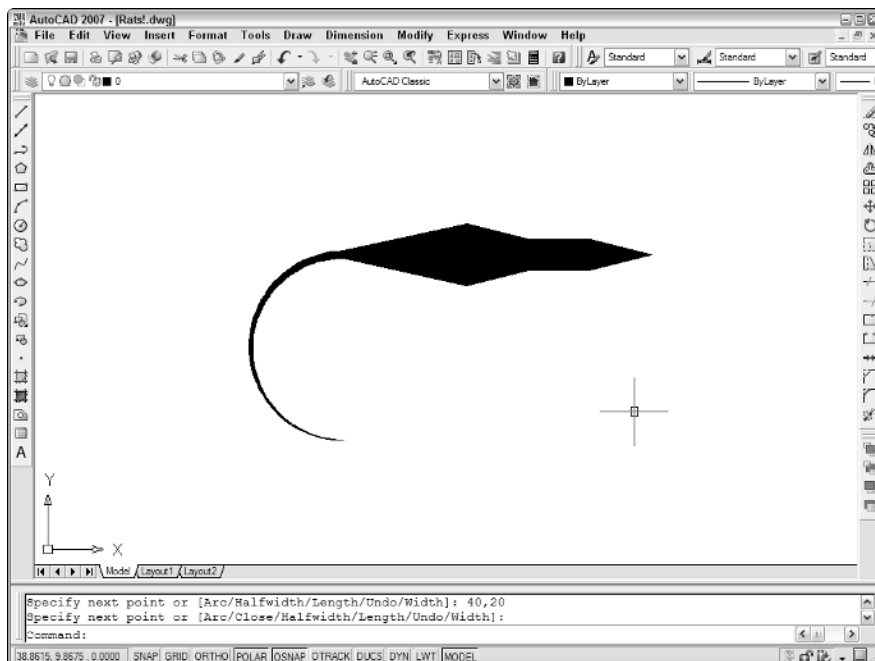 AutoCAD 2007 - [Rats!.dwg]
File Edit View Insert Format Tools Draw Dimension Modify Express Window Help
Standard Standard Standard
0 AutoCAD Classic ByLayer ByLayer
A
Y
X
Model Layout1 Layout2
Specify next point or [Arc/Halfwidth/Length/Undo/Width]: 40,20
Specify next point or [Arc/Close/Halfwidth/Length/Undo/Width]:
Command:
38.8615, 9.8675 , 0.0000 SNAP GRID ORTHO POLAR OSNAP OTRACK DUCS DYN LWT MODEL